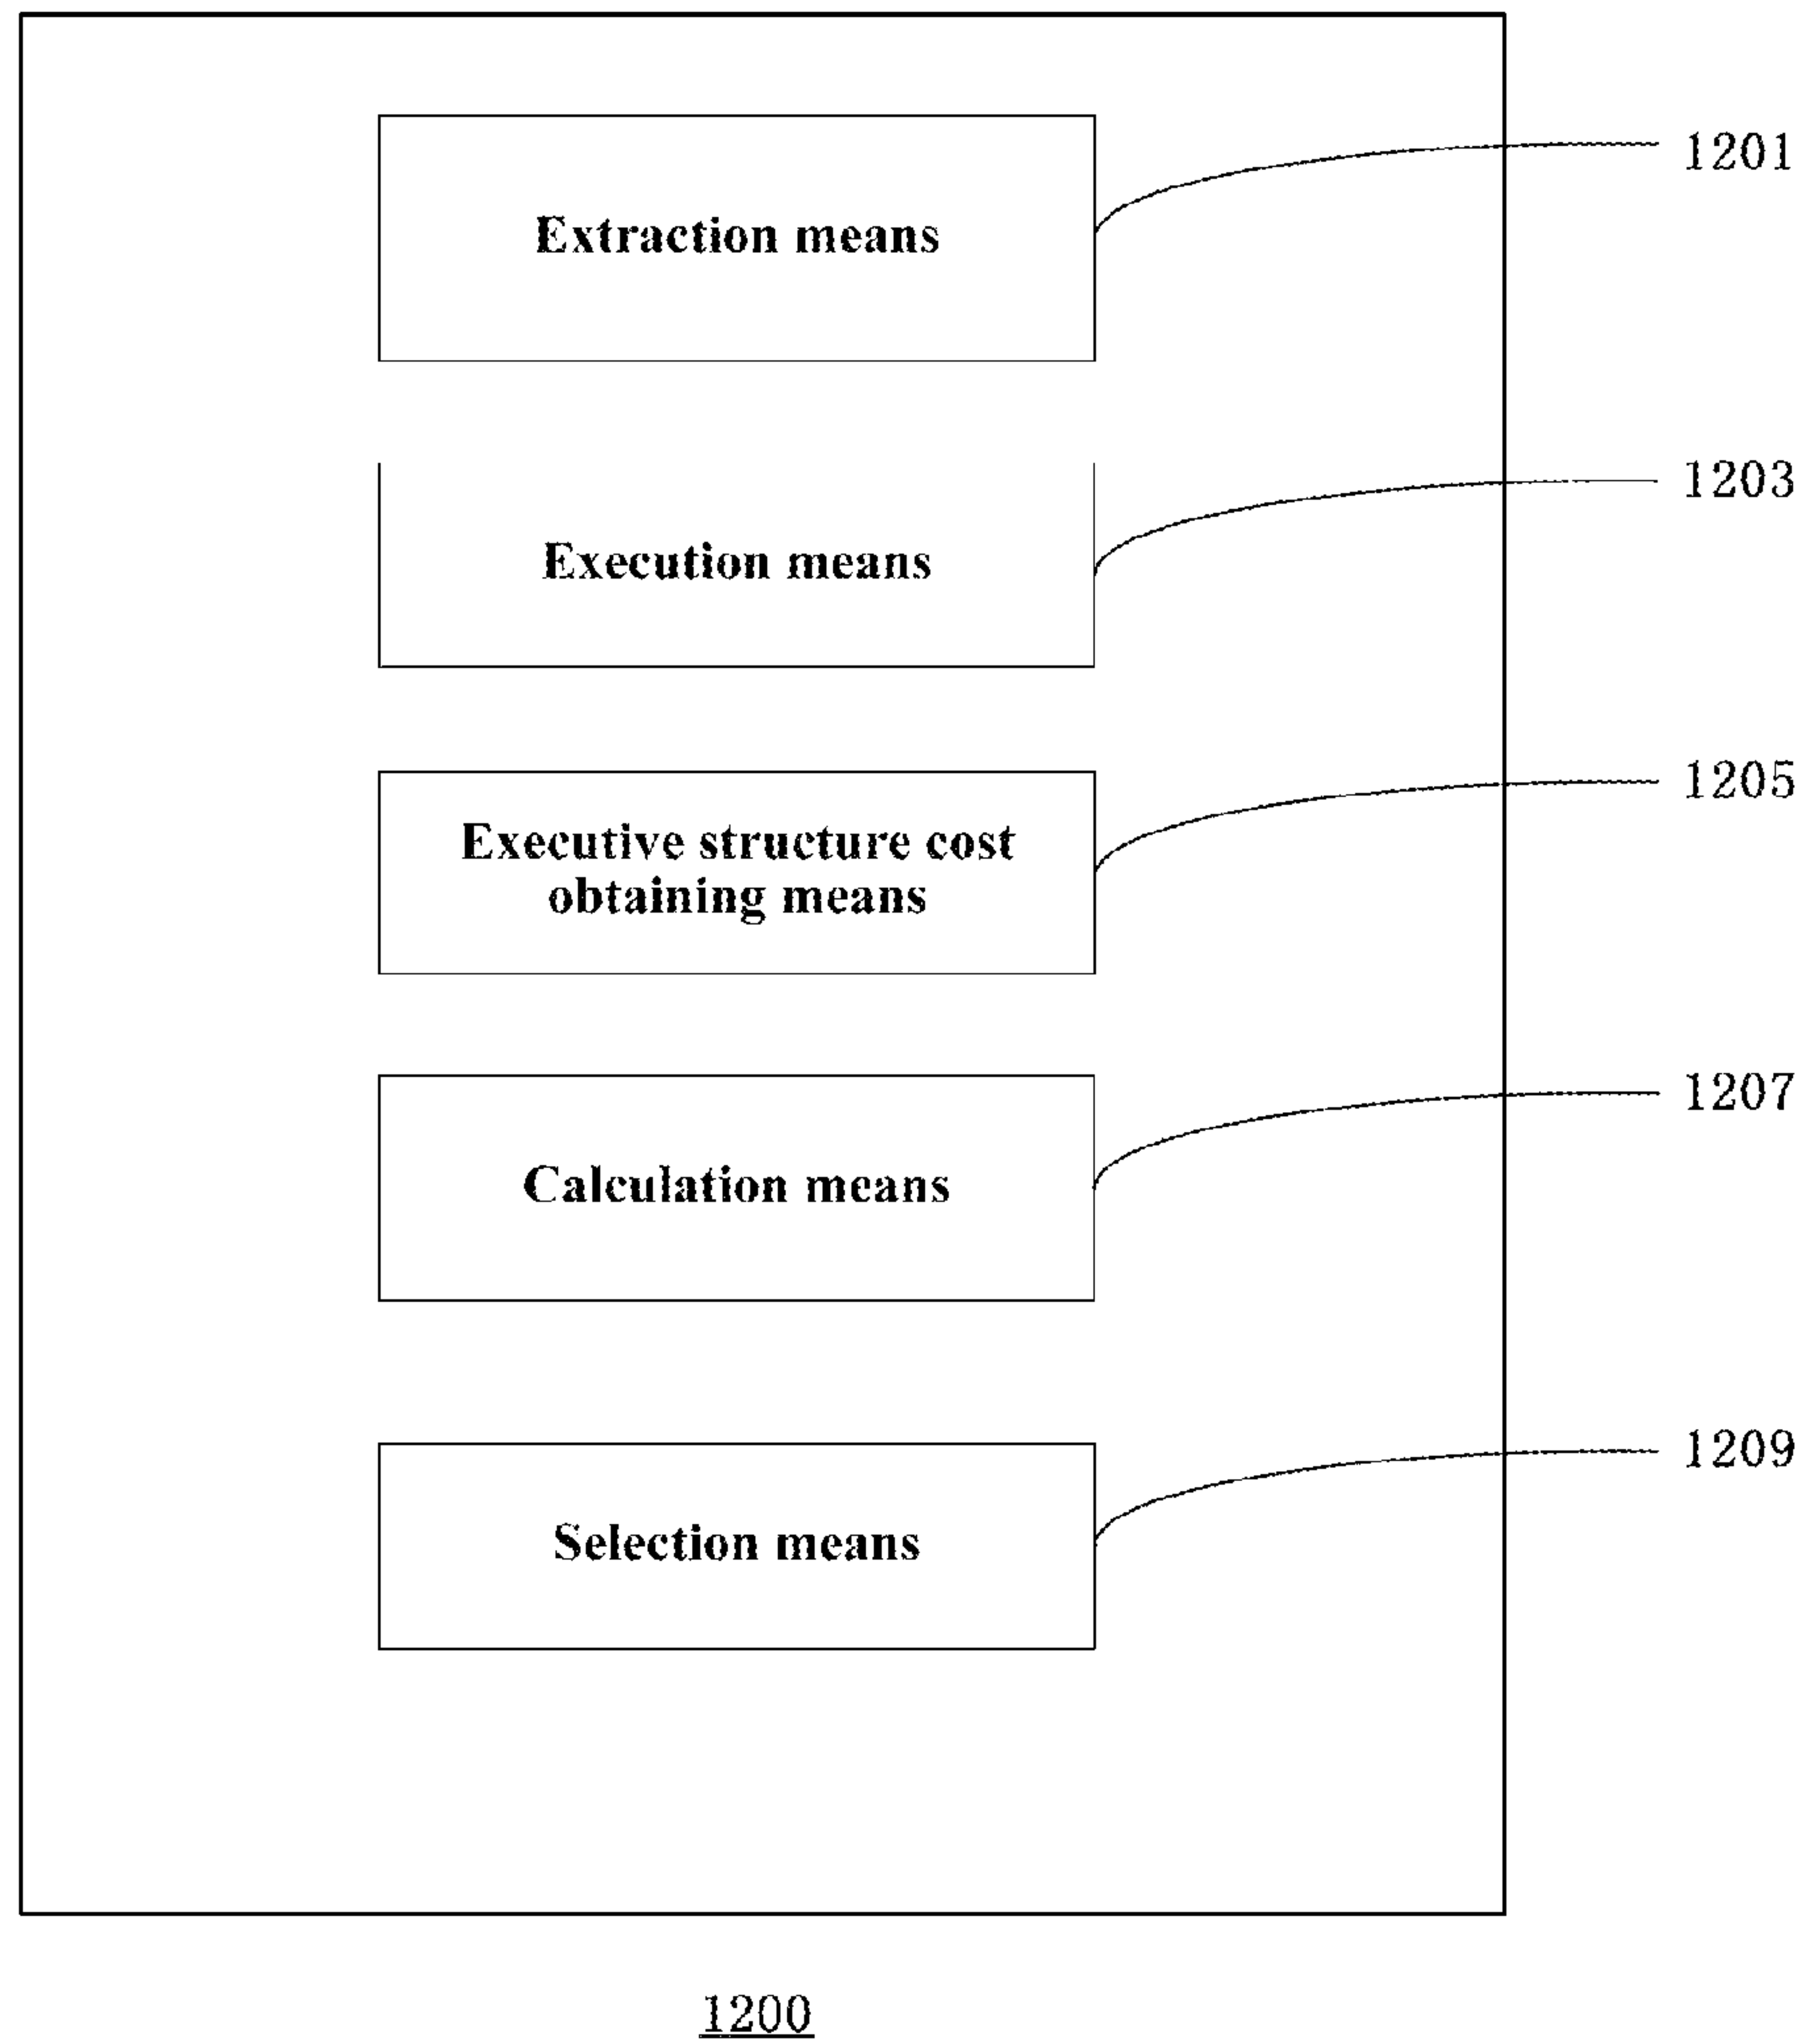 Extraction means
1201
Execution means
1203
Executive structure cost
obtaining means
1205
Calculation means
1207
Selection means
1209
1200